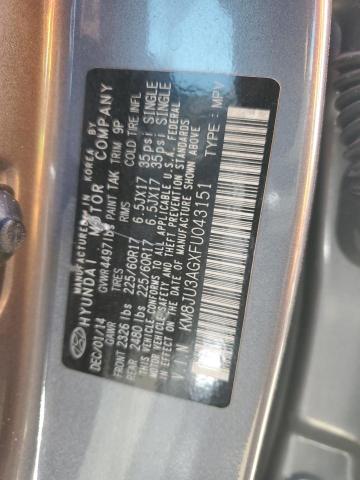 MANUFACTURED IN KOREA BY
HYUNDAI MOTOR COMPANY
DEC/01/14 GVWR 4497 lbs PAINT TAK TRIM 9P
GAWR TIRES RIMS COLD TIRE INFL
FRONT 2326 lbs 225/60R17 6.5JX17 35psi SINGLE
REAR 2480 lbs 225/60R17 6.5JX17 35psi SINGLE
THIS VEHICLE CONFORMS TO ALL APPLICABLE U.S.A. FEDERAL
MOTOR VEHICLE SAFETY, BUMPER AND THEFT PREVENTION STANDARDS
IN EFFECT ON THE DATE OF MANUFACTURE SHOWN ABOVE
V I N KM8JU3AGXFU043151 TYPE : MPV